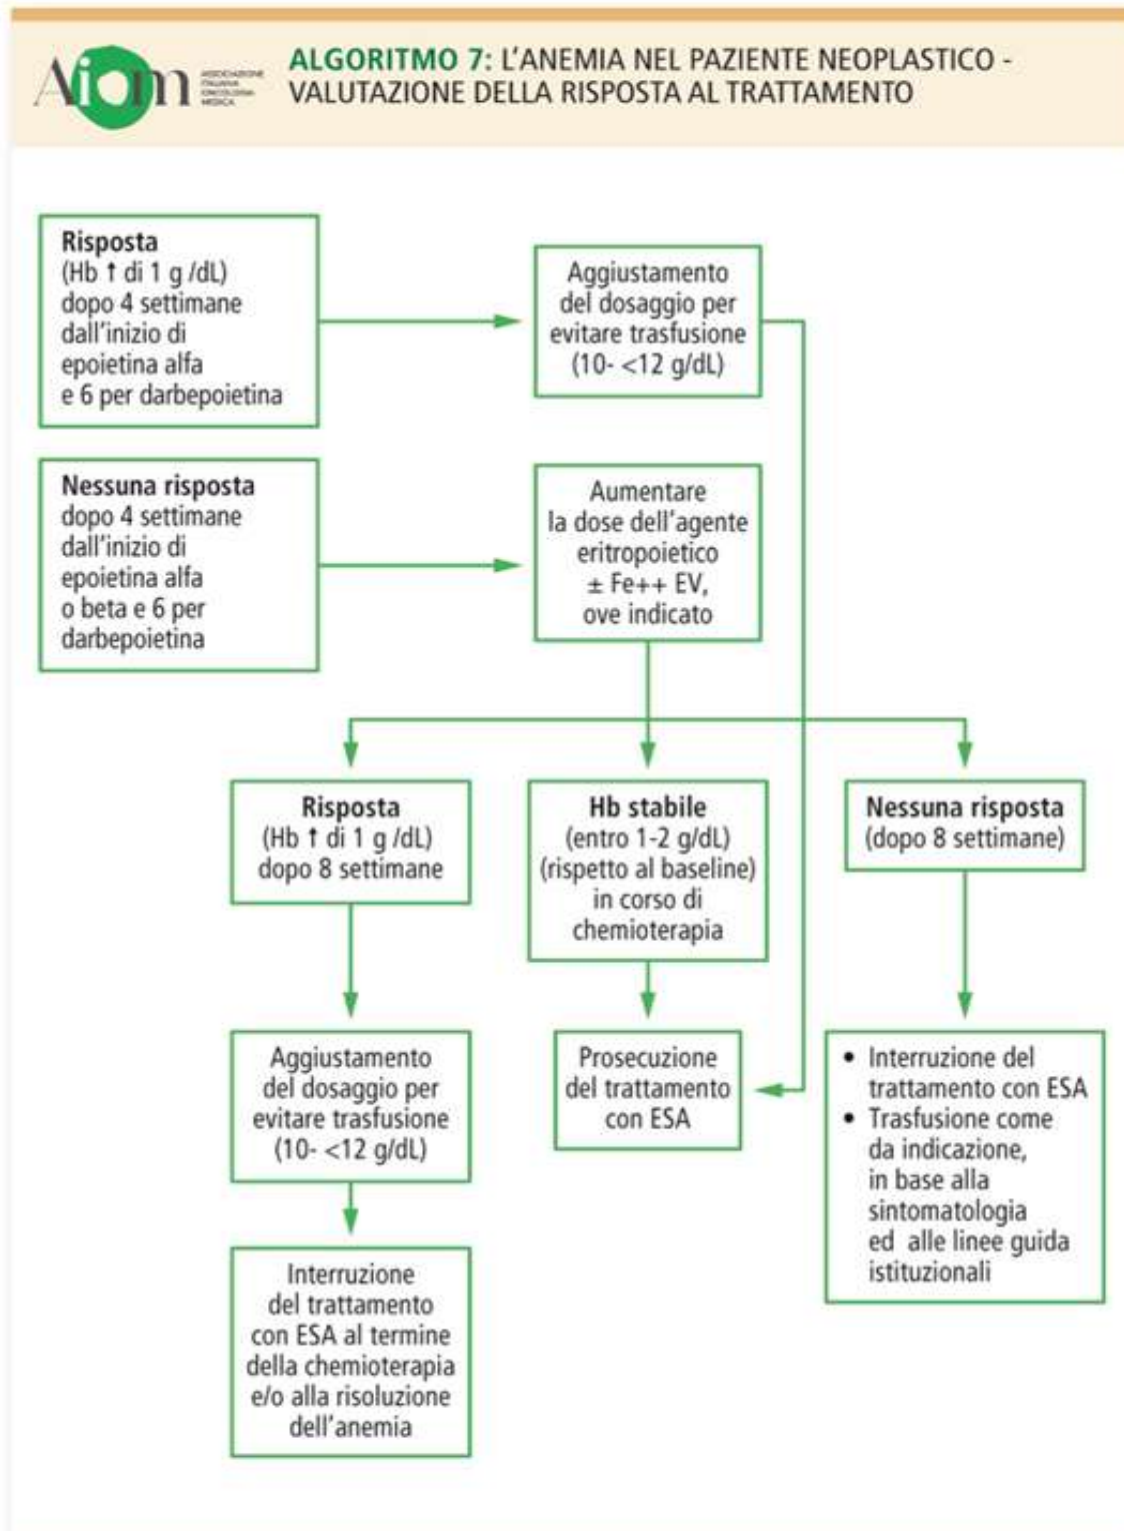 Aiom
ASSOCIAZIONE
ITALIANA
ONCOLOGIA
MEDICA
ALGORITMO 7: L'ANEMIA NEL PAZIENTE NEOPLASTICO -
VALUTAZIONE DELLA RISPOSTA AL TRATTAMENTO
Risposta
(Hb ↑ di 1 g /dL)
dopo 4 settimane
dall'inizio di
epoietina alfa
e 6 per darbepoietina
Aggiustamento
del dosaggio per
evitare trasfusione
(10- <12 g/dL)
Nessuna risposta
dopo 4 settimane
dall'inizio di
epoietina alfa
o beta e 6 per
darbepoietina
Aumentare
la dose dell'agente
eritropoietico
± Fe++ EV,
ove indicato
Risposta
(Hb ↑ di 1 g /dL)
dopo 8 settimane
Hb stabile
(entro 1-2 g/dL)
(rispetto al baseline)
in corso di
chemioterapia
Nessuna risposta
(dopo 8 settimane)
Aggiustamento
del dosaggio per
evitare trasfusione
(10- <12 g/dL)
Prosecuzione
del trattamento
con ESA
• Interruzione del
trattamento con ESA
• Trasfusione come
da indicazione,
in base alla
sintomatologia
ed alle linee guida
istituzionali
Interruzione
del trattamento
con ESA al termine
della chemioterapia
e/o alla risoluzione
dell'anemia